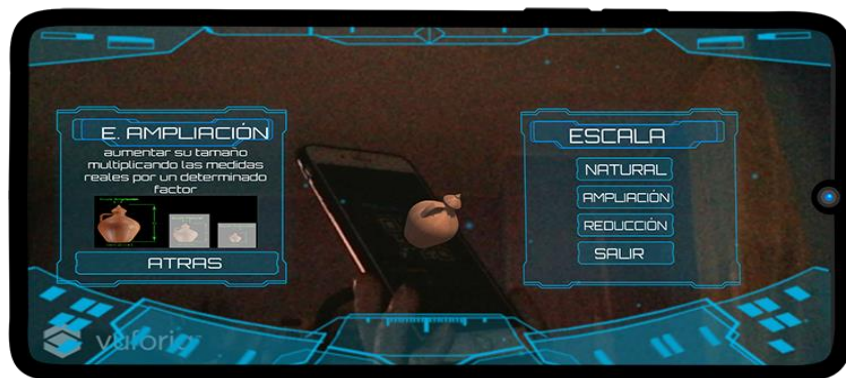 E. AMPLIACIÓN
aumentar su tamaño
multiplicando las medidas
reales por un determinado
factor
ATRAS
ESCALA
NATURAL
AMPLIACIÓN
REDUCCIÓN
SALIR
vuforia